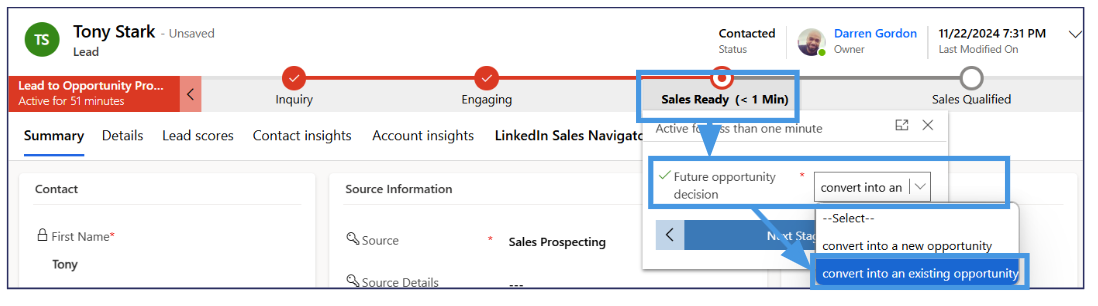 TS
Tony Stark - Unsaved
Lead
Contacted
Status
Darren Gordon
Owner
11/22/2024 7:31 PM
Last Modified On
Lead to Opportunity Pro...
Active for 51 minutes
Inquiry
Engaging
Sales Ready (< 1 Min)
Sales Qualified
Summary Details Lead scores Contact insights Account insights LinkedIn Sales Navigato
Active for less than one minute
Future opportunity
decision
*
convert into an
--Select--
convert into a new opportunity
convert into an existing opportunity
Next Stag
Contact
First Name*
Tony
Source Information
Source * Sales Prospecting
Source Details ---